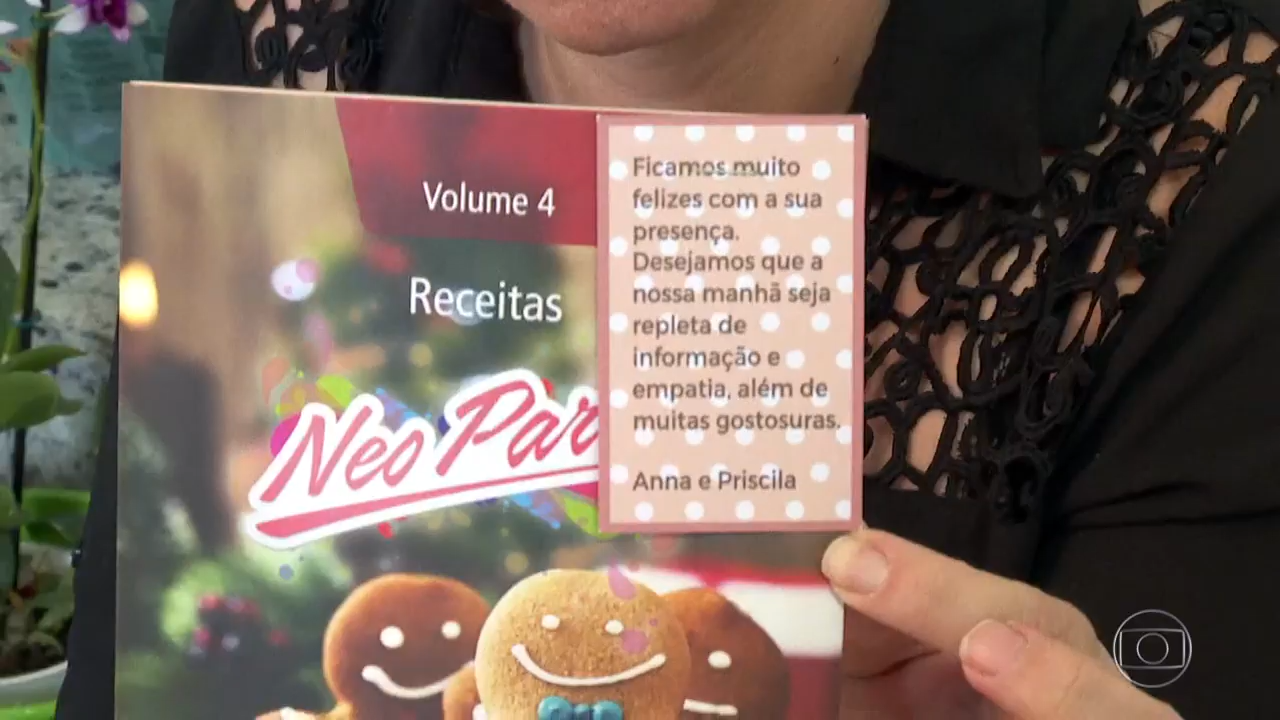 Volume 4
Receitas
Neo Par
Ficamos muito
felizes com a sua
presença.
Desejamos que a
nossa manhã seja
repleta de
informação e
empatia, além de
muitas gostosuras.
Anna e Priscila